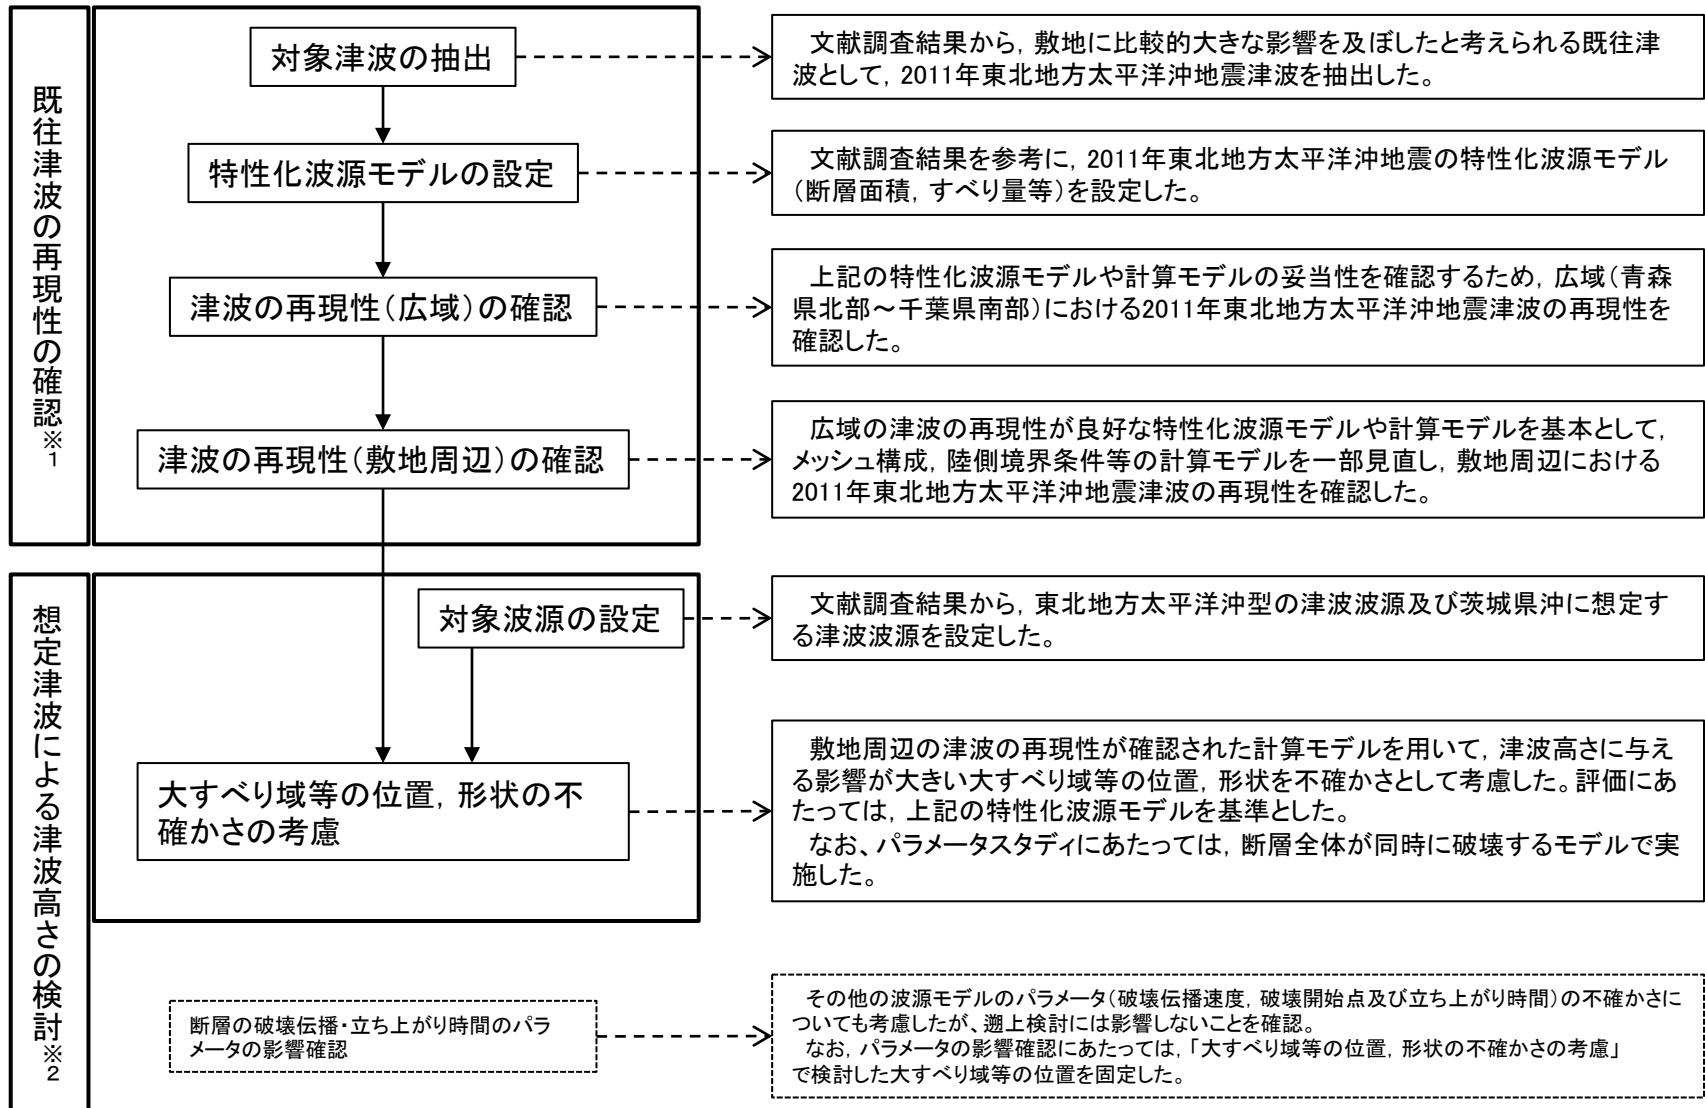 既往津波の再現性の確認※1
対象津波の抽出
文献調査結果から，敷地に比較的大きな影響を及ぼしたと考えられる既往津
波として，2011年東北地方太平洋沖地震津波を抽出した。
特性化波源モデルの設定
文献調査結果を参考に，2011年東北地方太平洋沖地震の特性化波源モデル
（断層面積，すべり量等）を設定した。
津波の再現性（広域）の確認
上記の特性化波源モデルや計算モデルの妥当性を確認するため，広域（青森
県北部～千葉県南部）における2011年東北地方太平洋沖地震津波の再現性を
確認した。
津波の再現性（敷地周辺）の確認
広域の津波の再現性が良好な特性化波源モデルや計算モデルを基本として，
メッシュ構成，陸側境界条件等の計算モデルを一部見直し，敷地周辺における
2011年東北地方太平洋沖地震津波の再現性を確認した。
想定津波による津波高さの検討※2
対象波源の設定
文献調査結果から，東北地方太平洋沖型の津波波源及び茨城県沖に想定す
る津波波源を設定した。
大すべり域等の位置，形状の不
確かさの考慮
敷地周辺の津波の再現性が確認された計算モデルを用いて，津波高さに与え
る影響が大きい大すべり域等の位置，形状を不確かさとして考慮した。評価にあ
たっては，上記の特性化波源モデルを基準とした。
なお、パラメータスタディにあたっては，断層全体が同時に破壊するモデルで実
施した。
断層の破壊伝播・立ち上がり時間のパラ
メータの影響確認
その他の波源モデルのパラメータ（破壊伝播速度，破壊開始点及び立ち上がり時間）の不確かさに
ついても考慮したが、遡上検討には影響しないことを確認。
なお，パラメータの影響確認にあたっては，「大すべり域等の位置，形状の不確かさの考慮」
で検討した大すべり域等の位置を固定した。